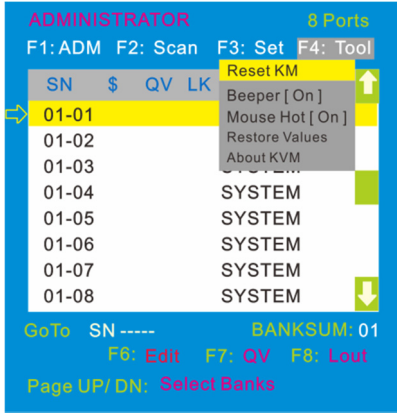 ADMINISTRATOR 8 Ports
F1: ADM F2: Scan F3: Set F4: Tool
SN $ QV LK
Reset KM
Beeper [ On ]
Mouse Hot [ On ]
Restore Values
About KVM
01-01
01-02
01-03 SYSTEM
01-04 SYSTEM
01-05 SYSTEM
01-06 SYSTEM
01-07 SYSTEM
01-08 SYSTEM
GoTo SN ----- BANKSUM: 01
F6: Edit F7: QV F8: Lout
Page UP/ DN: Select Banks